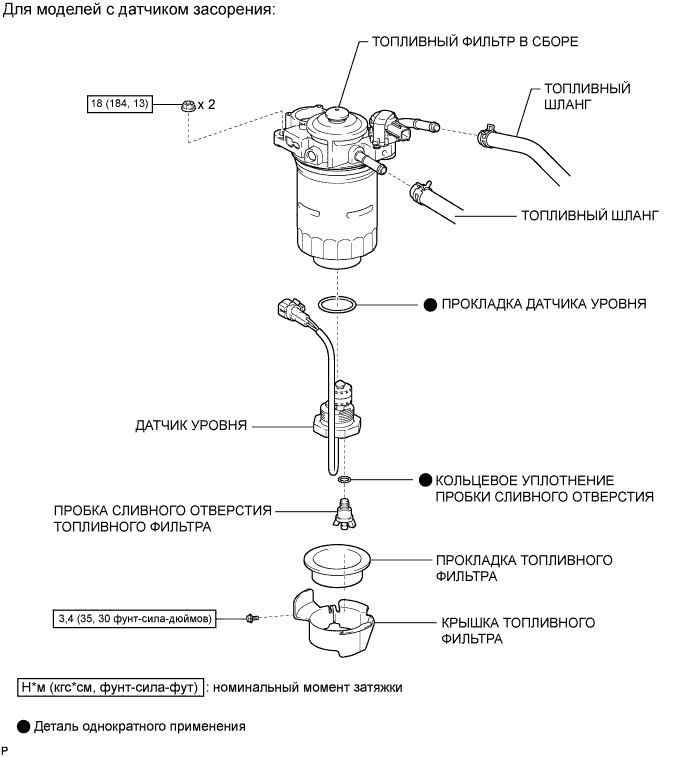 Для моделей с датчиком засорения:
ТОПЛИВНЫЙ ФИЛЬТР В СБОРЕ
ТОПЛИВНЫЙ
ШЛАНГ
18 (184, 13)
x 2
ТОПЛИВНЫЙ ШЛАНГ
ПРОКЛАДКА ДАТЧИКА УРОВНЯ
ДАТЧИК УРОВНЯ
КОЛЬЦЕВОЕ УПЛОТНЕНИЕ
ПРОБКИ СЛИВНОГО ОТВЕРСТИЯ
ПРОБКА СЛИВНОГО ОТВЕРСТИЯ
ТОПЛИВНОГО ФИЛЬТРА
ПРОКЛАДКА ТОПЛИВНОГО
ФИЛЬТРА
3,4 (35, 30 фунт-сила-дюймов)
КРЫШКА ТОПЛИВНОГО
ФИЛЬТРА
Н*м (кгс*см, фунт-сила-фут) : номинальный момент затяжки
Деталь однократного применения
P